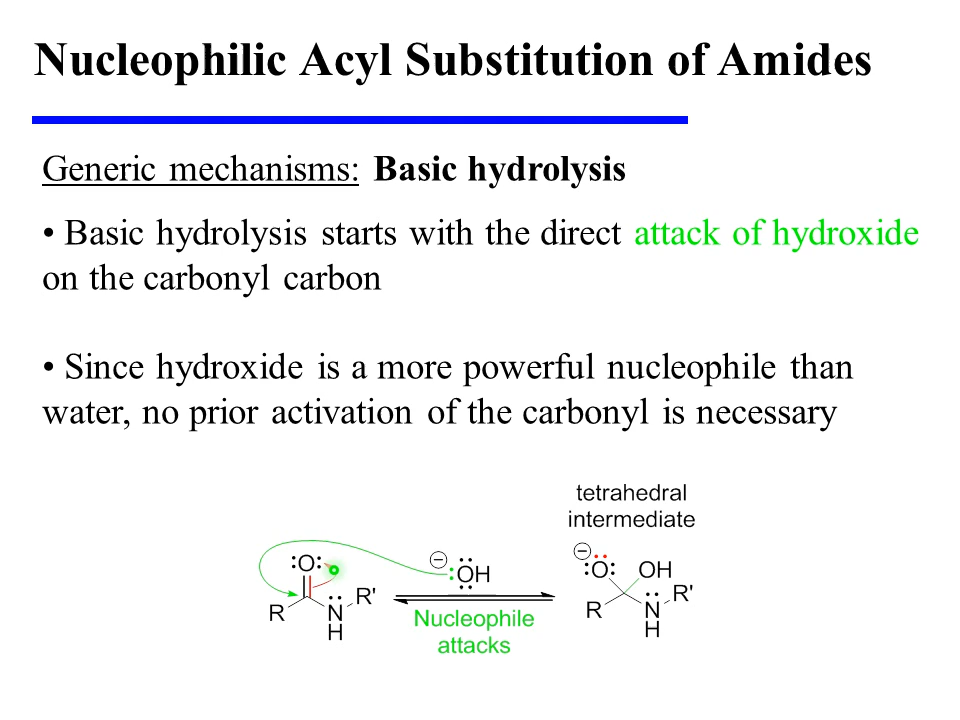 Nucleophilic Acyl Substitution of Amides
Generic mechanisms: Basic hydrolysis
• Basic hydrolysis starts with the direct attack of hydroxide
on the carbonyl carbon
• Since hydroxide is a more powerful nucleophile than
water, no prior activation of the carbonyl is necessary
tetrahedral
intermediate
O
R
N
H
R'
OH
Nucleophile
attacks
O
OH
R
N
H
R'